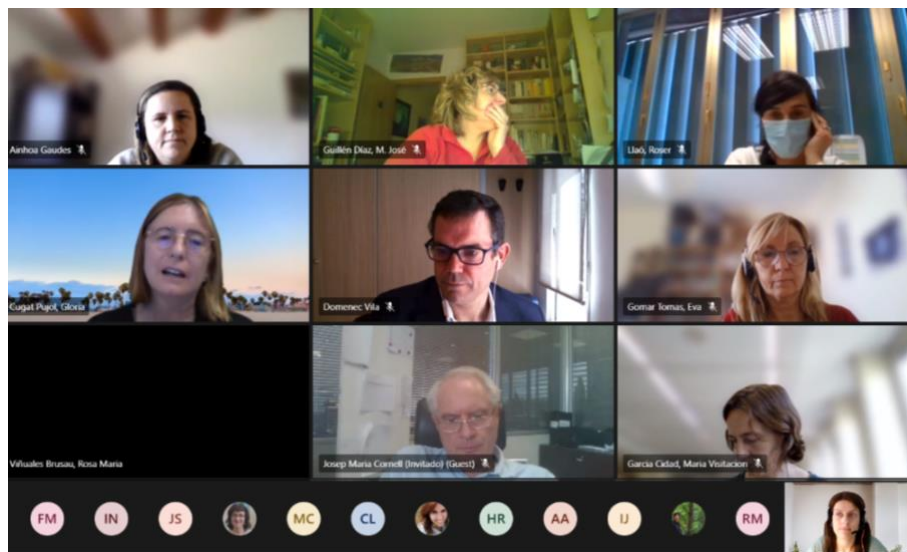 Ainhoa Gaudes
Guillén Díaz, M. José
Llaó, Roser
Cugat Pujol, Gloria
Domenec Vila
Gomar Tomas, Eva
Viñuales Brusau, Rosa Maria
Josep Maria Cornell (Invitado) (Guest)
Garcia Cidad, Maria Visitacion
FM
IN
JS
MC
CL
HR
AA
IJ
RM